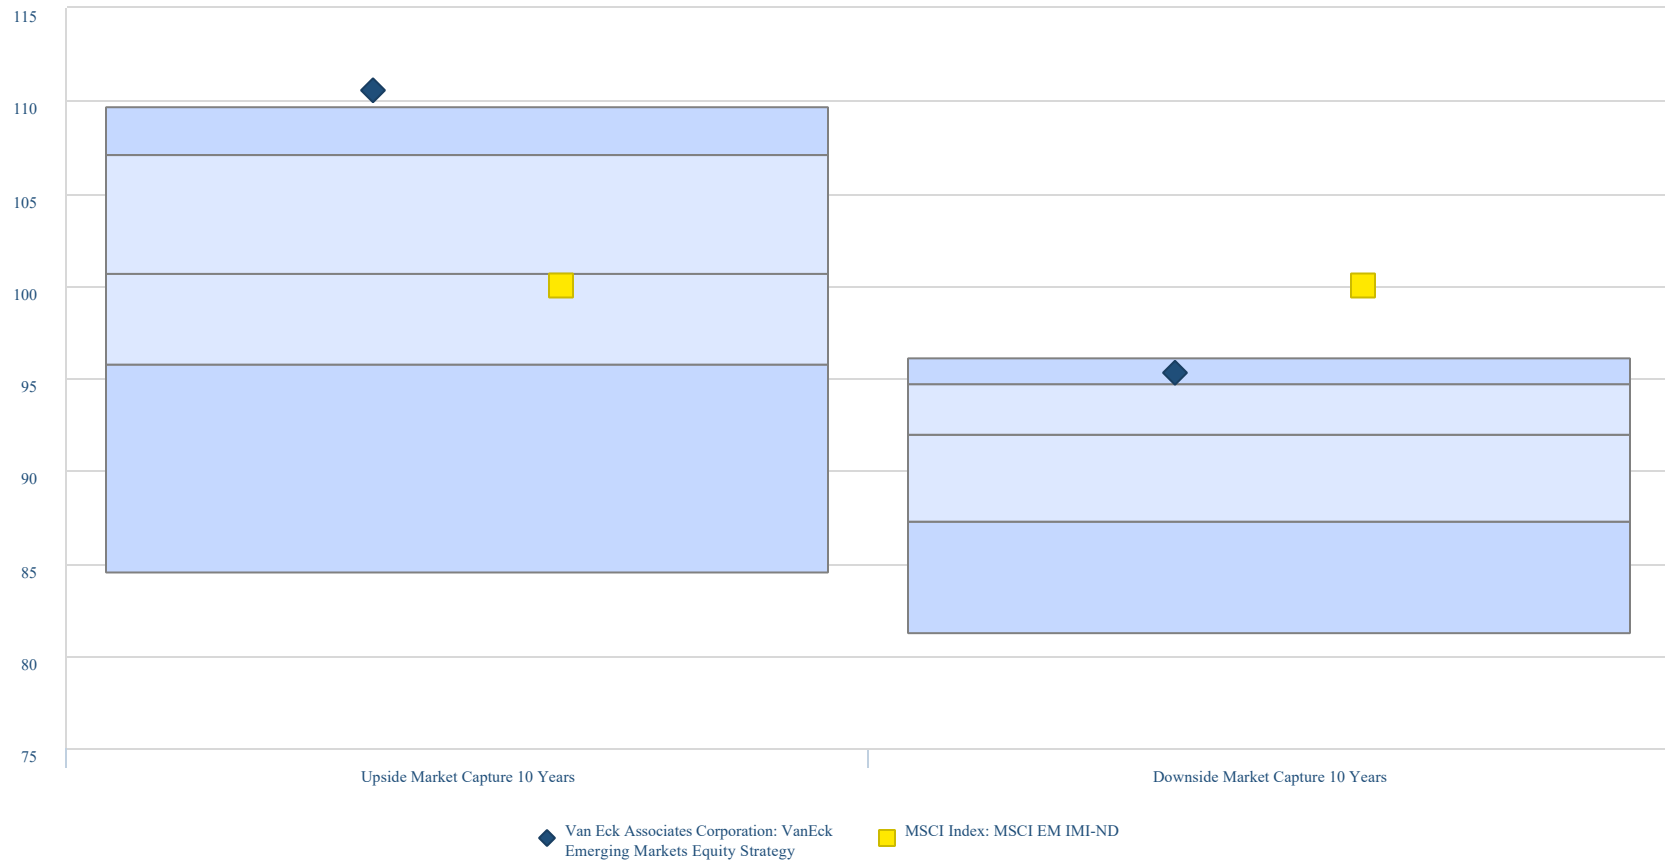 115
110
105
100
95
90
85
80
75
Upside Market Capture 10 Years
Downside Market Capture 10 Years
Van Eck Associates Corporation: VanEck
Emerging Markets Equity Strategy
MSCI Index: MSCI EM IMI-ND